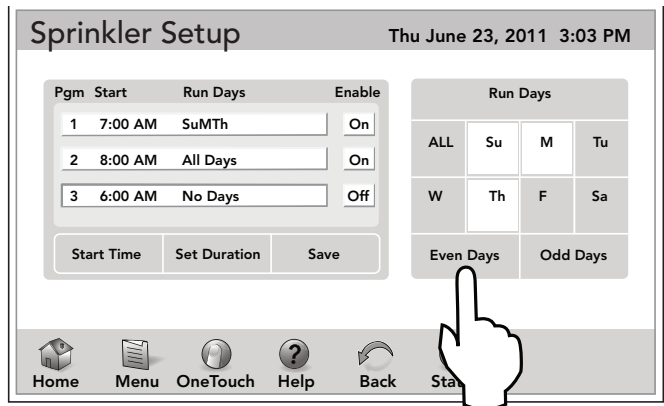 Sprinkler Setup
Thu June 23, 2011 3:03 PM
Pgm Start Run Days Enable
1 7:00 AM SuMTh On
2 8:00 AM All Days On
3 6:00 AM No Days Off
Start Time Set Duration Save
Run Days
ALL Su M Tu
W Th F Sa
Even Days Odd Days
Home Menu OneTouch Help Back